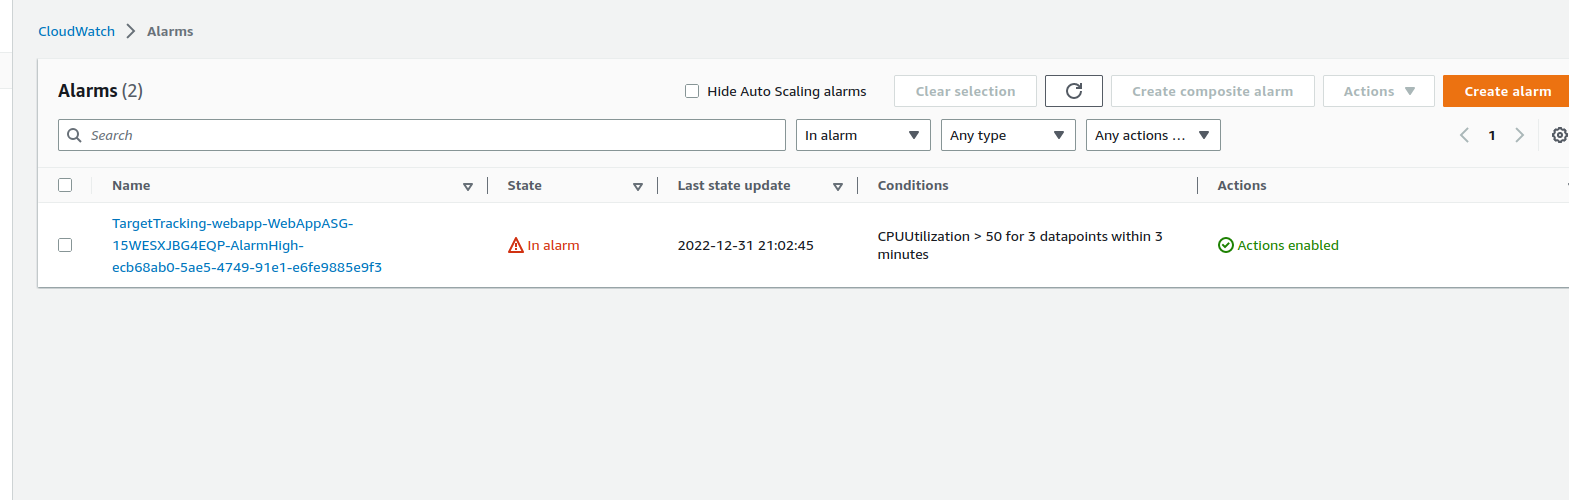 CloudWatch > Alarms
Alarms (2)
Hide Auto Scaling alarms
Clear selection
Create composite alarm
Actions
Create alarm
Search
In alarm
Any type
Any actions ...
1
Name
State
Last state update
Conditions
Actions
TargetTracking-webapp-WebAppASG-
15WESXJBG4EQP-AlarmHigh-
ecb68ab0-5ae5-4749-91e1-e6fe9885e9f3
In alarm
2022-12-31 21:02:45
CPUUtilization > 50 for 3 datapoints within 3
minutes
Actions enabled